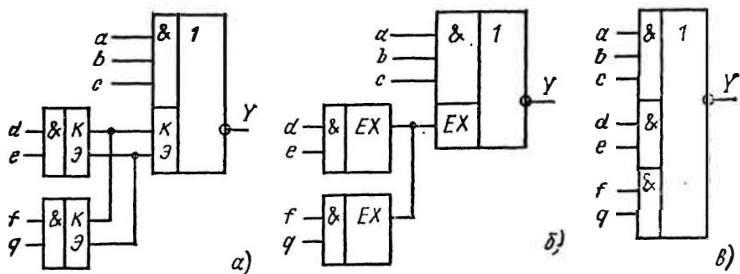 a & 1
b
c
d & К К Y
e Э Э
f & К
q Э
а)
a & 1
b
c
Y
d & EX EX
e
f & EX
q
б)
a & 1
b
c
Y
d &
e
f &
q
в)